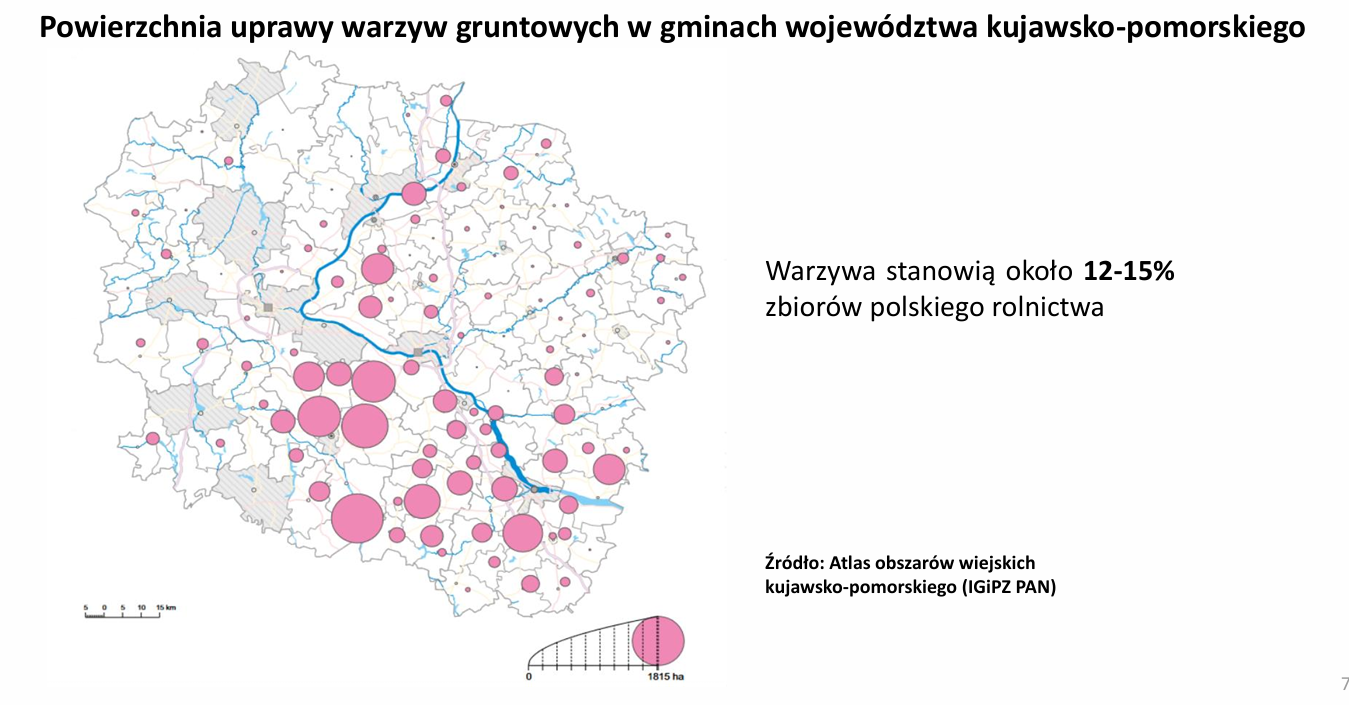 Powierzchnia uprawy warzyw gruntowych w gminach województwa kujawsko-pomorskiego
Warzywa stanowią około 12-15%
zbiorów polskiego rolnictwa
Źródło: Atlas obszarów wiejskich
kujawsko-pomorskiego (IGiPZ PAN)
5 0 5 10 15 km
0 1815 ha
7